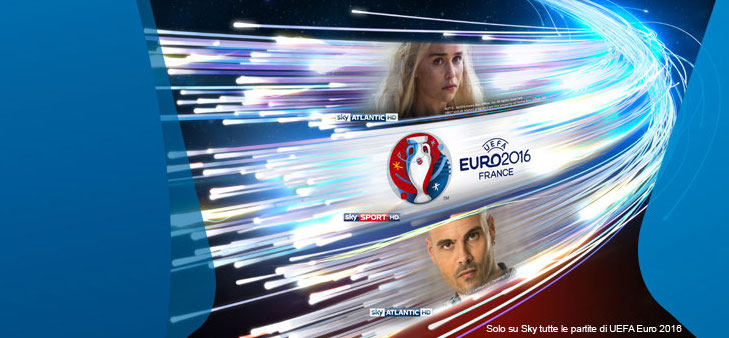 sky ATLANTIC HD
UEFA
EURO2016
FRANCE
TM
sky SPORT HD
sky ATLANTIC HD
Solo su Sky tutte le partite di UEFA Euro 2016